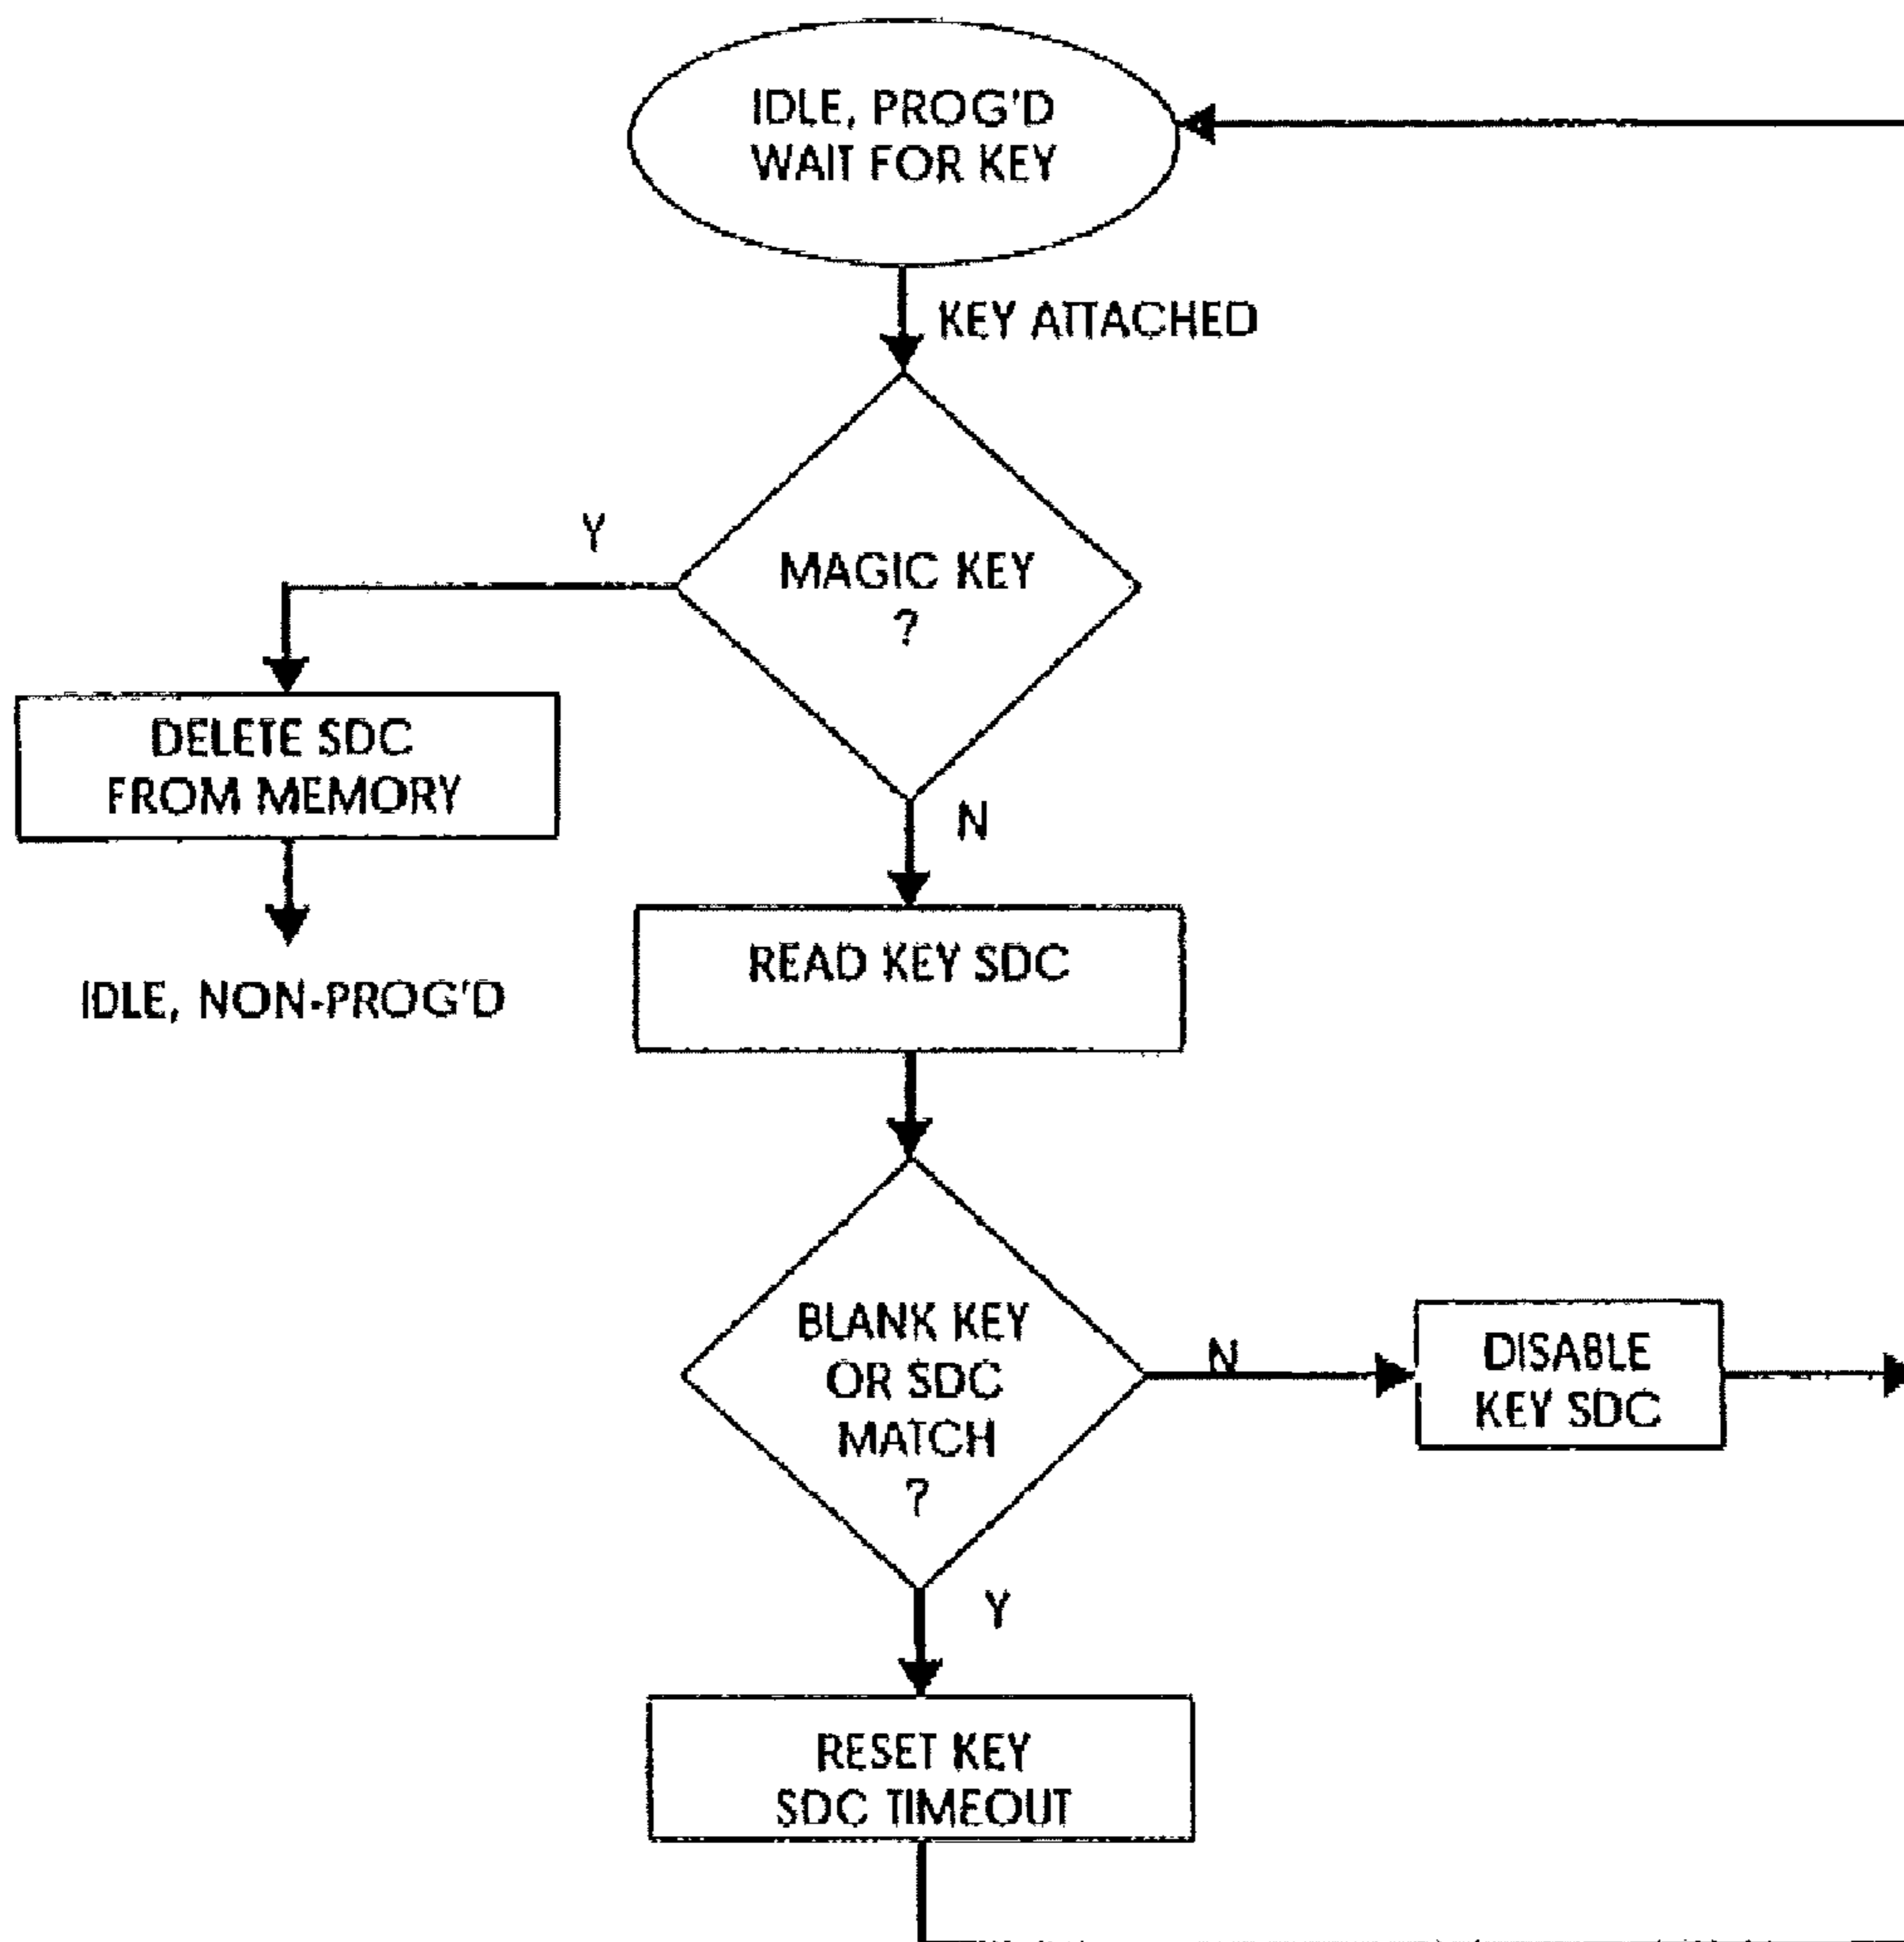 IDLE, PROG'D
WAIT FOR KEY
KEY ATTACHED
Y
MAGIC KEY
?
DELETE SDC
FROM MEMORY
N
IDLE, NON-PROG'D
READ KEY SDC
BLANK KEY
OR SDC
MATCH
?
N
DISABLE
KEY SDC
Y
RESET KEY
SDC TIMEOUT